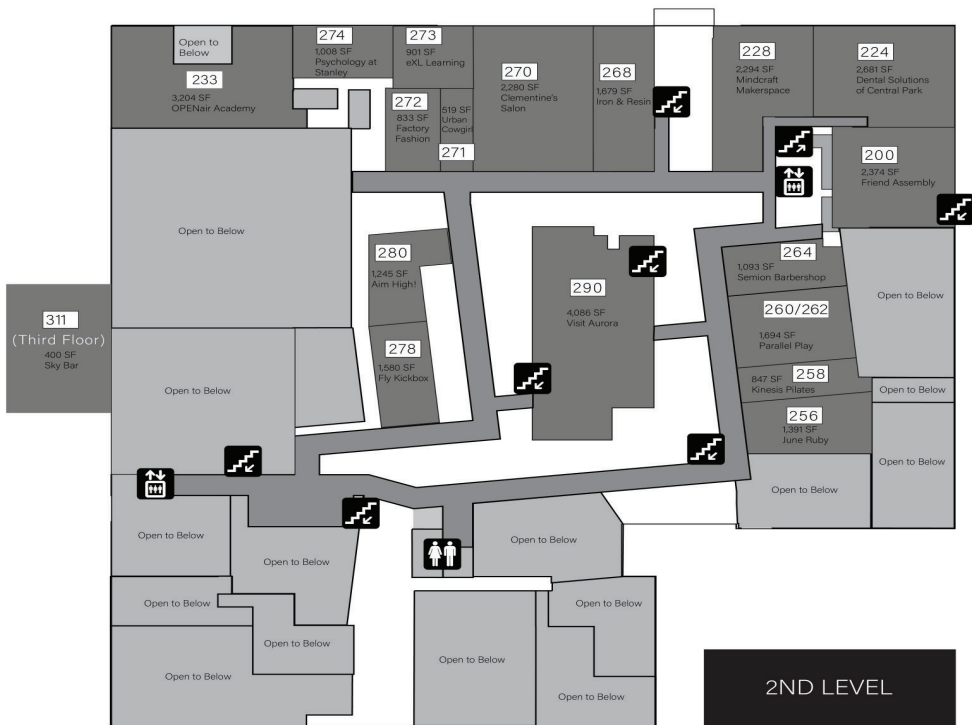 Open to
Below
233
3,204 SF
OPENair Academy
274
1,008 SF
Psychology at
Stanley
273
901 SF
eXL Learning
272
833 SF
Factory
Fashion
519 SF
Urban
Cowgirl
271
270
2,280 SF
Clementine's
Salon
268
1,679 SF
Iron & Resin
228
2,294 SF
Mindcraft
Makerspace
224
2,681 SF
Dental Solutions
of Central Park
200
2,374 SF
Friend Assembly
Open to Below
280
1,245 SF
Aim High!
278
1,580 SF
Fly Kickbox
290
4,086 SF
Visit Aurora
264
1,093 SF
Semion Barbershop
260/262
1,694 SF
Parallel Play
258
847 SF
Kinesis Pilates
256
1,391 SF
June Ruby
Open to Below
311
(Third Floor)
400 SF
Sky Bar
Open to Below
Open to Below
Open to Below
Open to Below
Open to Below
Open to Below
Open to Below
Open to Below
Open to Below
Open to Below
Open to Below
Open to Below
Open to Below
Open to Below
2ND LEVEL